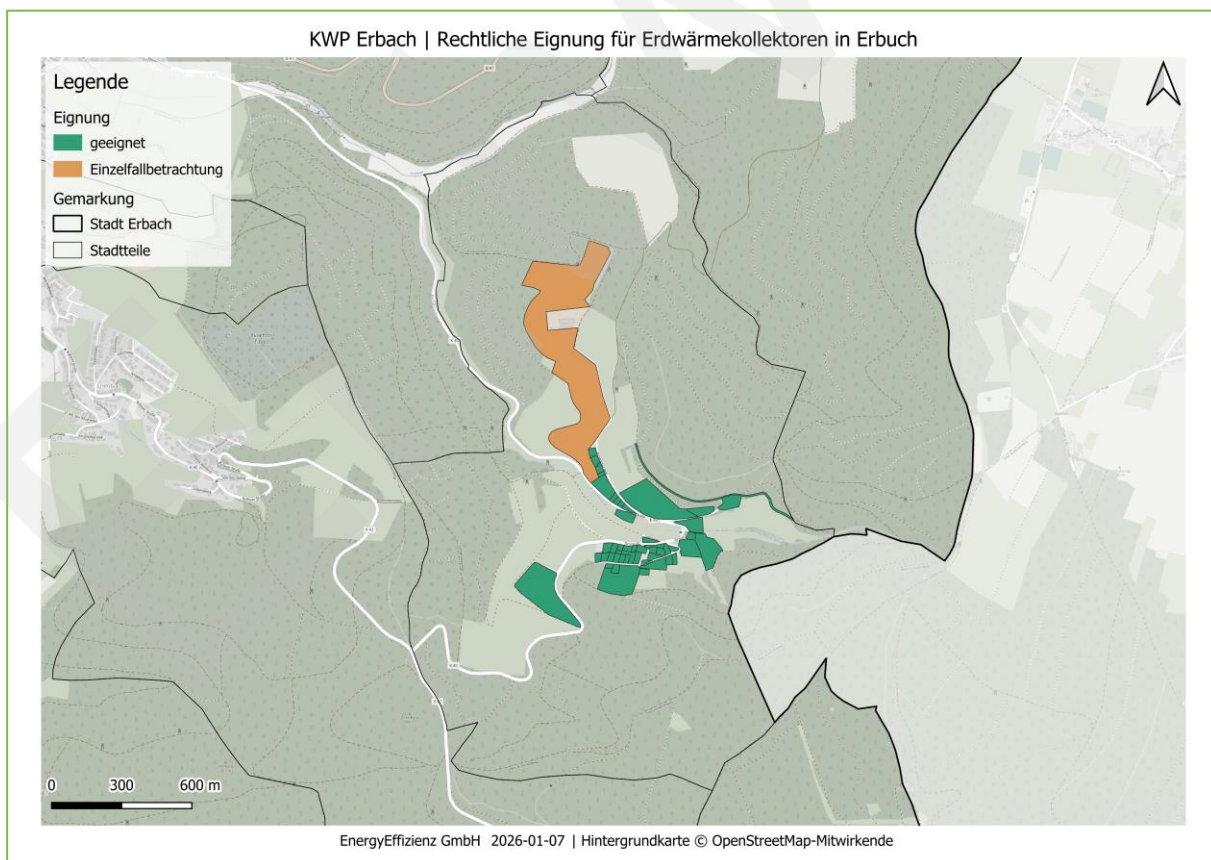 KWP Erbach | Rechtliche Eignung für Erdwärmekollektoren in Erbuch
Legende
Eignung
geeignet
Einzelfallbetrachtung
Gemarkung
Stadt Erbach
Stadtteile
0 300 600 m
EnergyEffizienz GmbH 2026-01-07 | Hintergrundkarte © OpenStreetMap-Mitwirkende